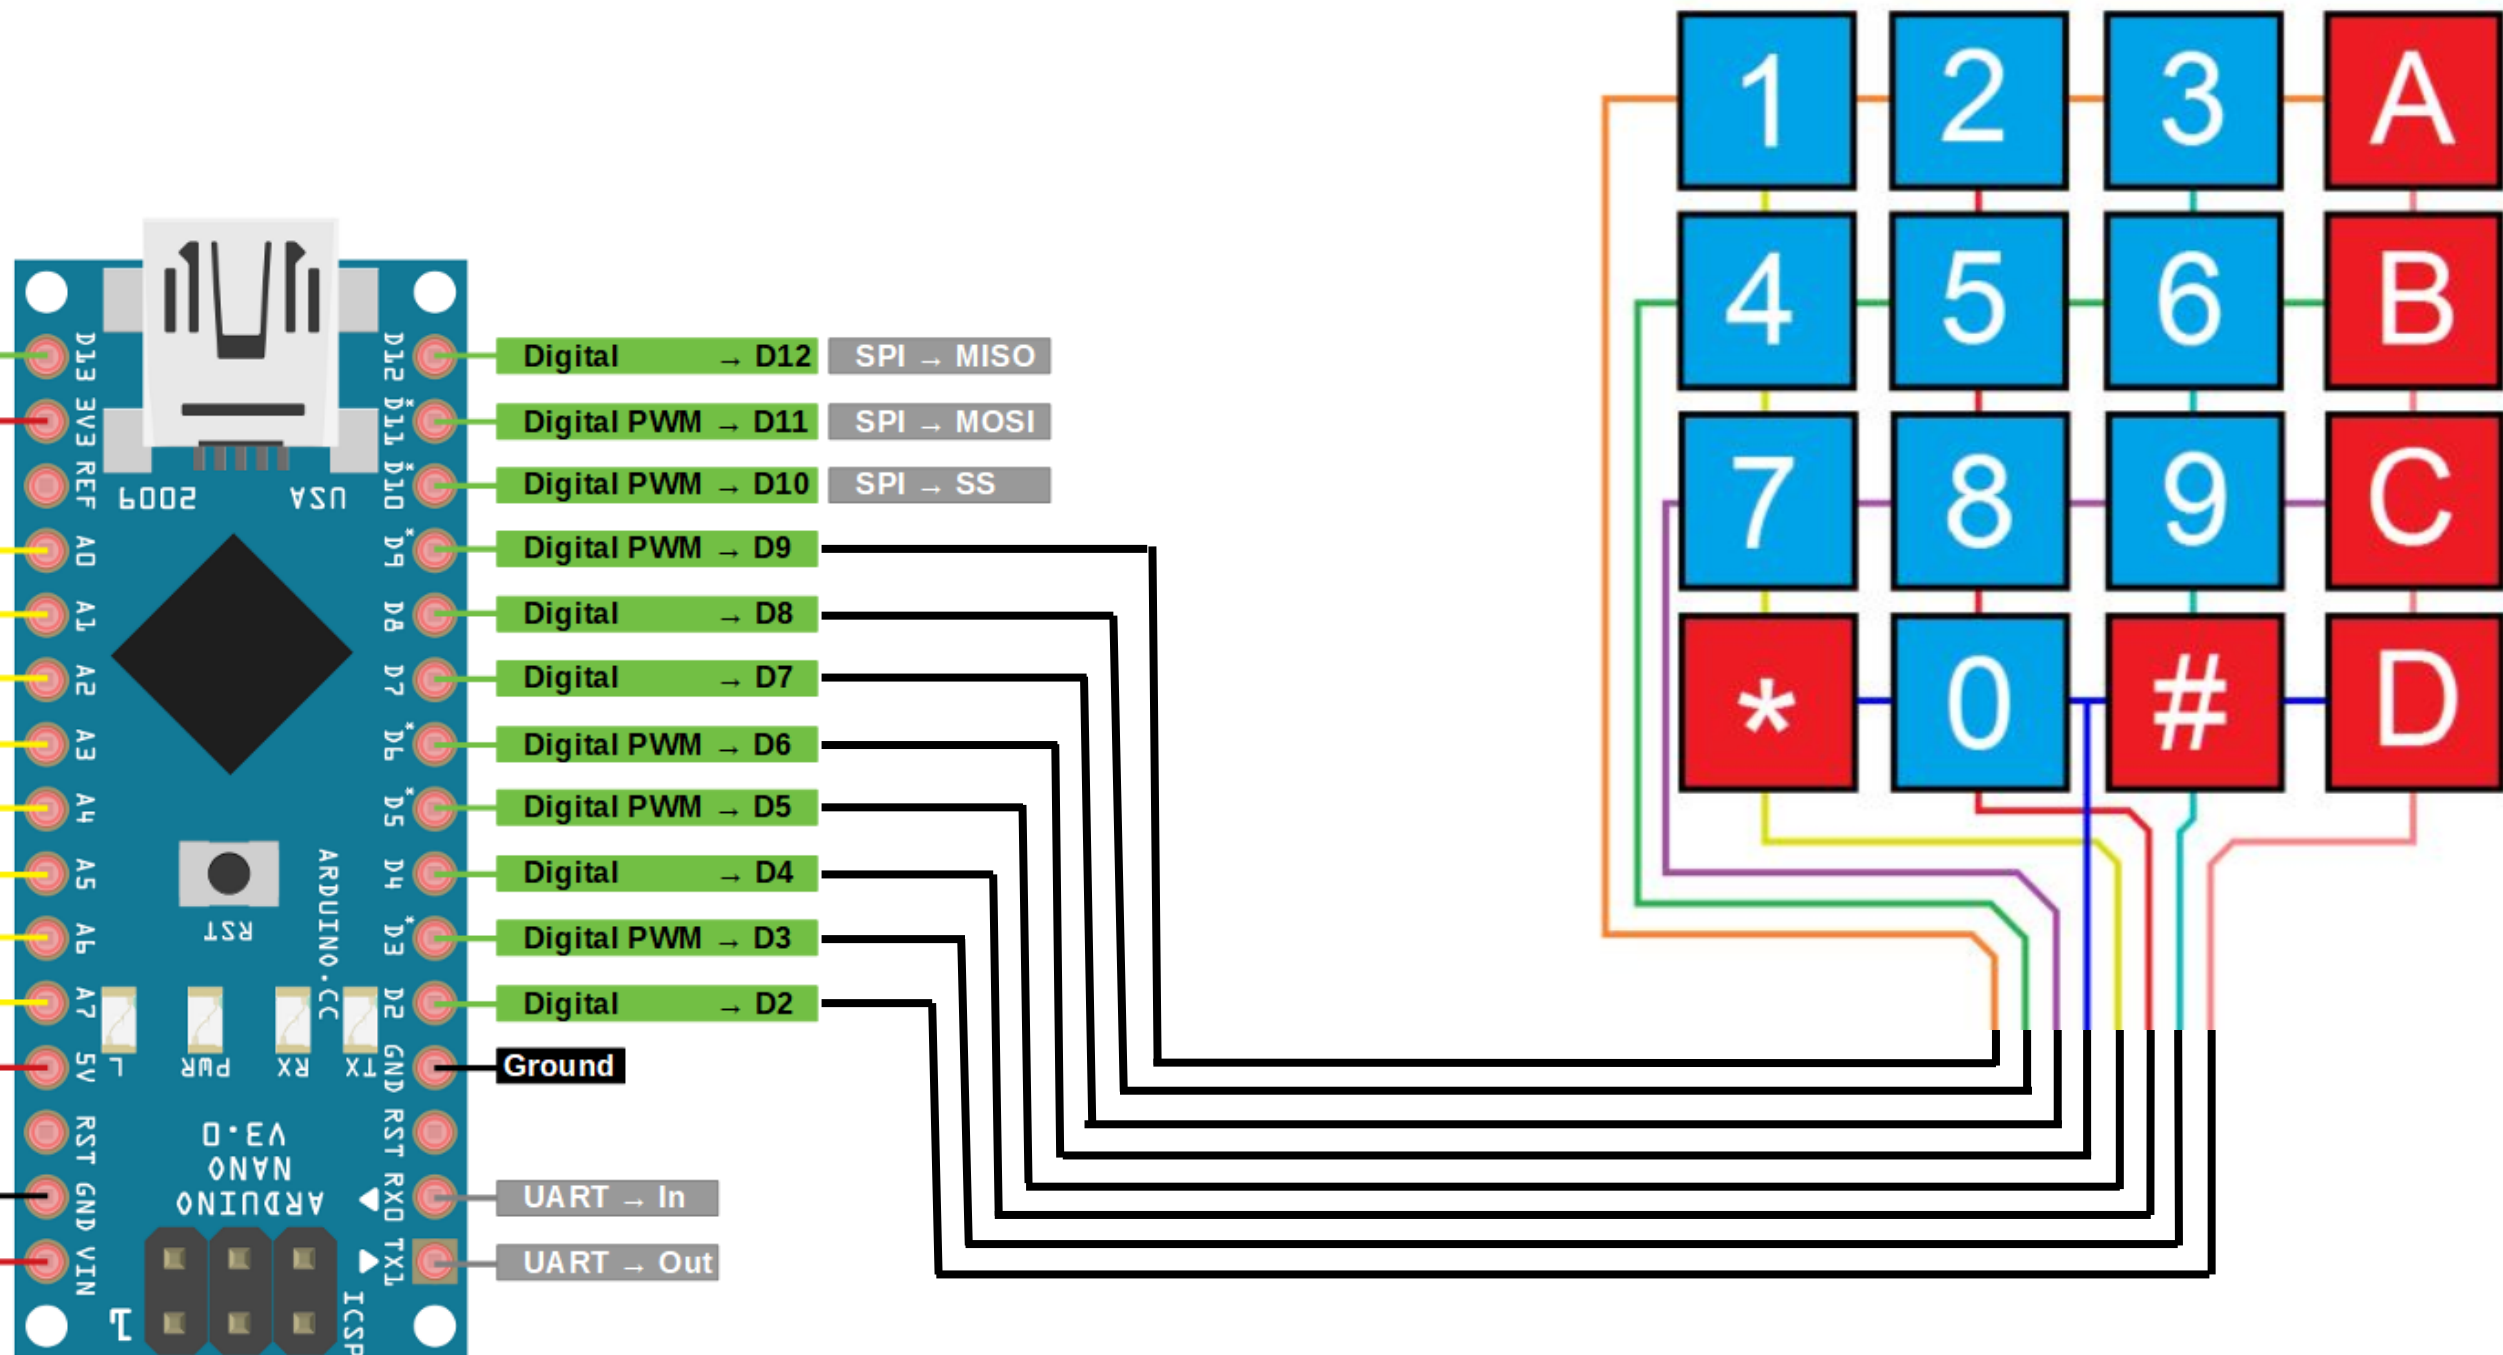 1 2 3 A
4 5 6 B
7 8 9 C
* 0 # D
D13
3V3
REF
A0
A1
A2
A3
A4
A5
A6
A7
5V
RST
GND
VIN
D12
D11*
D10*
D9*
D8
D7
D6*
D5*
D4
D3*
D2
GND
RST
RX0
TX1
2009 USA
RST
ARDUINO.CC
L PWR RX TX
V3.0
NANO
ARDUINO
1
ICSP
Digital → D12 SPI → MISO
Digital PWM → D11 SPI → MOSI
Digital PWM → D10 SPI → SS
Digital PWM → D9
Digital → D8
Digital → D7
Digital PWM → D6
Digital PWM → D5
Digital → D4
Digital PWM → D3
Digital → D2
Ground
UART → In
UART → Out